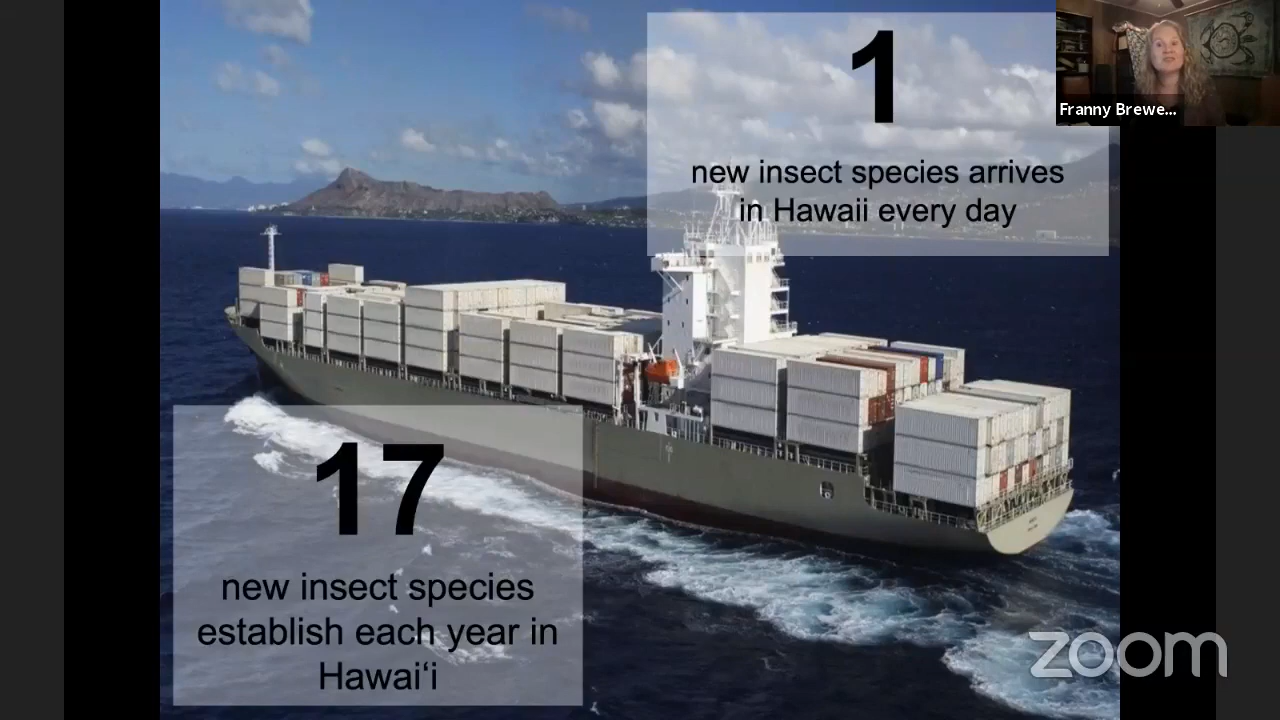 1
new insect species arrives
in Hawaii every day
Franny Brewe...
17
new insect species
establish each year in
Hawaiʻi
zoom